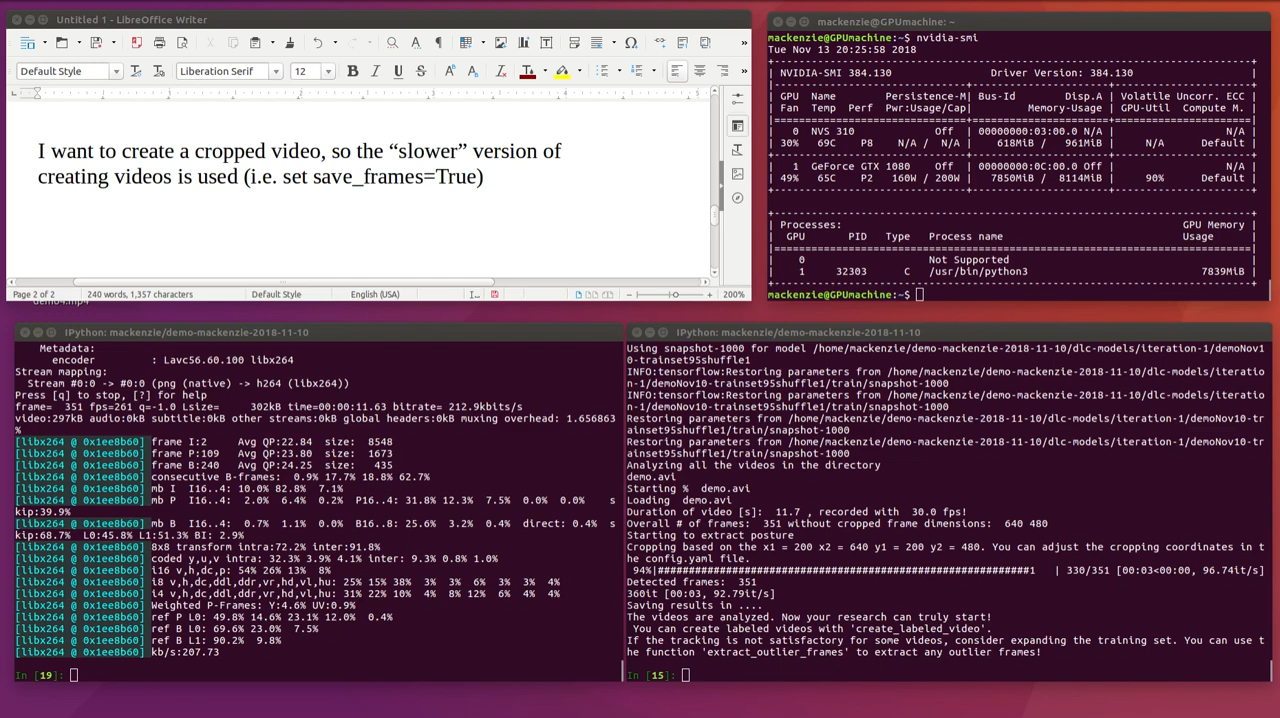 Untitled 1 - LibreOffice Writer
Default Style
Liberation Serif
12
1 2 3 4 5
I want to create a cropped video, so the “slower” version of
creating videos is used (i.e. set save_frames=True)
Page 2 of 2 240 words, 1,357 characters Default Style English (USA) 200%
mackenzie@GPUmachine: ~
mackenzie@GPUmachine:~$ nvidia-smi
Tue Nov 13 20:25:58 2018
| NVIDIA-SMI 384.130 Driver Version: 384.130 |
| GPU Name Persistence-M| Bus-Id Disp.A | Volatile Uncorr. ECC |
| Fan Temp Perf Pwr:Usage/Cap| Memory-Usage | GPU-Util Compute M. |
| 0 NVS 310 Off | 00000000:03:00.0 N/A | N/A |
| 30% 69C P8 N/A / N/A | 618MiB / 961MiB | N/A Default |
| 1 GeForce GTX 1080 Off | 00000000:0C:00.0 Off | N/A |
| 49% 65C P2 160W / 200W | 7850MiB / 8114MiB | 90% Default |
| Processes: GPU Memory |
| GPU PID Type Process name Usage |
| 0 Not Supported |
| 1 32303 C /usr/bin/python3 7839MiB |
mackenzie@GPUmachine:~$
IPython: mackenzie/demo-mackenzie-2018-11-10
Metadata:
encoder : Lavc56.60.100 libx264
Stream mapping:
Stream #0:0 -> #0:0 (png (native) -> h264 (libx264))
Press [q] to stop, [?] for help
frame= 351 fps=261 q=-1.0 Lsize= 302kB time=00:00:11.63 bitrate= 212.9kbits/s
video:297kB audio:0kB subtitle:0kB other streams:0kB global headers:0kB muxing overhead: 1.656863
%
[libx264 @ 0x1ee8b60] frame I:2 Avg QP:22.84 size: 8548
[libx264 @ 0x1ee8b60] frame P:109 Avg QP:23.80 size: 1673
[libx264 @ 0x1ee8b60] frame B:240 Avg QP:24.25 size: 435
[libx264 @ 0x1ee8b60] consecutive B-frames: 0.9% 17.7% 18.8% 62.7%
[libx264 @ 0x1ee8b60] mb I I16..4: 10.0% 82.8% 7.1%
[libx264 @ 0x1ee8b60] mb P I16..4: 2.0% 6.4% 0.2% P16..4: 31.8% 12.3% 7.5% 0.0% 0.0% s
kip:39.9%
[libx264 @ 0x1ee8b60] mb B I16..4: 0.7% 1.1% 0.0% B16..8: 25.6% 3.2% 0.4% direct: 0.4% s
kip:68.7% L0:45.8% L1:51.3% BI: 2.9%
[libx264 @ 0x1ee8b60] 8x8 transform intra:72.2% inter:91.8%
[libx264 @ 0x1ee8b60] coded y,u,v intra: 32.3% 3.9% 4.1% inter: 9.3% 0.8% 1.0%
[libx264 @ 0x1ee8b60] i16 v,h,dc,p: 54% 26% 13% 8%
[libx264 @ 0x1ee8b60] i8 v,h,dc,ddl,ddr,vr,hd,vl,hu: 25% 15% 38% 3% 3% 6% 3% 3% 4%
[libx264 @ 0x1ee8b60] i4 v,h,dc,ddl,ddr,vr,hd,vl,hu: 31% 22% 10% 4% 8% 12% 6% 4% 4%
[libx264 @ 0x1ee8b60] Weighted P-Frames: Y:4.6% UV:0.9%
[libx264 @ 0x1ee8b60] ref P L0: 49.8% 14.6% 23.1% 12.0% 0.4%
[libx264 @ 0x1ee8b60] ref B L0: 69.6% 23.0% 7.5%
[libx264 @ 0x1ee8b60] ref B L1: 90.2% 9.8%
[libx264 @ 0x1ee8b60] kb/s:207.73
In [19]:
IPython: mackenzie/demo-mackenzie-2018-11-10
Using snapshot-1000 for model /home/mackenzie/demo-mackenzie-2018-11-10/dlc-models/iteration-1/demoNov1
0-trainset95shuffle1
INFO:tensorflow:Restoring parameters from /home/mackenzie/demo-mackenzie-2018-11-10/dlc-models/iteratio
n-1/demoNov10-trainset95shuffle1/train/snapshot-1000
INFO:tensorflow:Restoring parameters from /home/mackenzie/demo-mackenzie-2018-11-10/dlc-models/iteratio
n-1/demoNov10-trainset95shuffle1/train/snapshot-1000
Restoring parameters from /home/mackenzie/demo-mackenzie-2018-11-10/dlc-models/iteration-1/demoNov10-tr
ainset95shuffle1/train/snapshot-1000
Restoring parameters from /home/mackenzie/demo-mackenzie-2018-11-10/dlc-models/iteration-1/demoNov10-tr
ainset95shuffle1/train/snapshot-1000
Analyzing all the videos in the directory
demo.avi
Starting % demo.avi
Loading demo.avi
Duration of video [s]: 11.7 , recorded with 30.0 fps!
Overall # of frames: 351 without cropped frame dimensions: 640 480
Starting to extract posture
Cropping based on the x1 = 200 x2 = 640 y1 = 200 y2 = 480. You can adjust the cropping coordinates in t
he config.yaml file.
94%|##########################################################1 | 330/351 [00:03<00:00, 96.74it/s]
Detected frames: 351
360it [00:03, 92.79it/s]
Saving results in ....
The videos are analyzed. Now your research can truly start!
You can create labeled videos with 'create_labeled_video'.
If the tracking is not satisfactory for some videos, consider expanding the training set. You can use t
he function 'extract_outlier_frames' to extract any outlier frames!
In [15]: